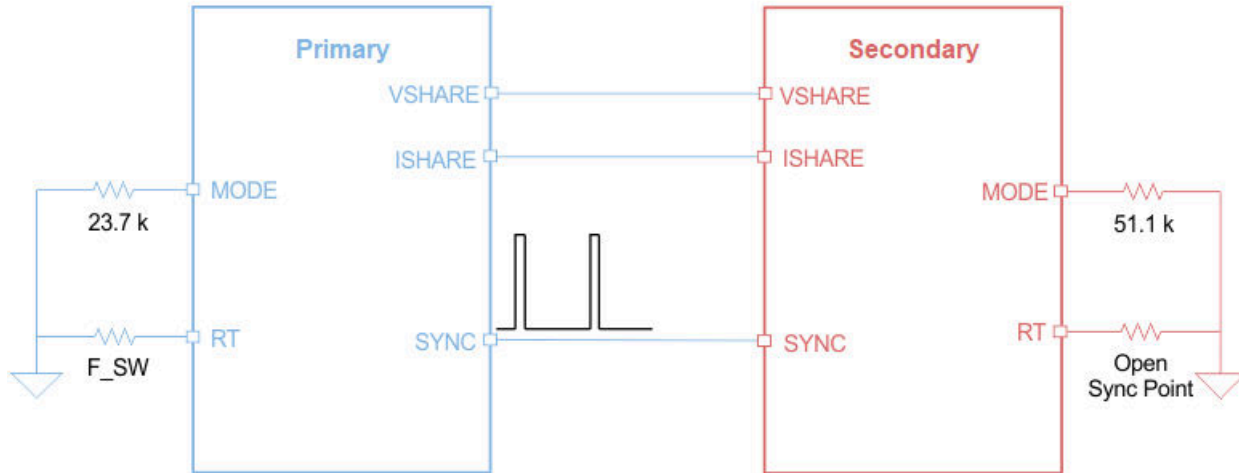 Primary
VSHARE
ISHARE
MODE
23.7 k
RT
F_SW
SYNC
Secondary
VSHARE
ISHARE
MODE
51.1 k
SYNC
RT
Open
Sync Point